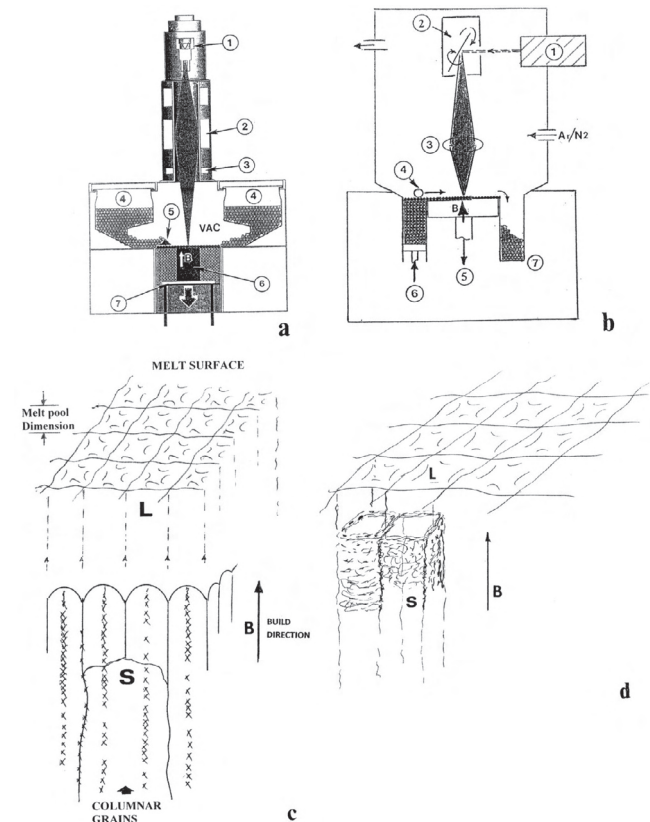 1
2
3
4
4
5
VAC
B
6
7
a
2
1
3
Ar/N2
4
B
5
6
7
b
MELT SURFACE
Melt pool
Dimension
L
B
BUILD
DIRECTION
S
COLUMNAR
GRAINS
c
L
B
S
d